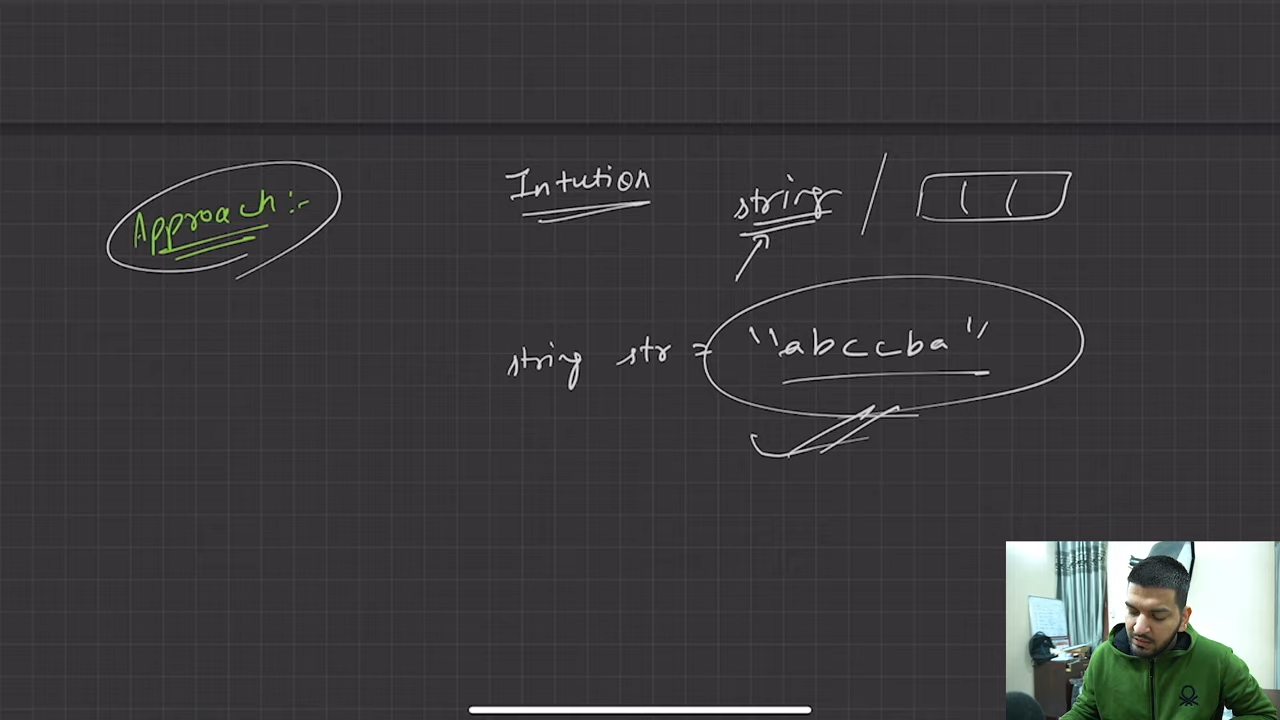 Approach :-
Intution
string /
string str = "abccba"